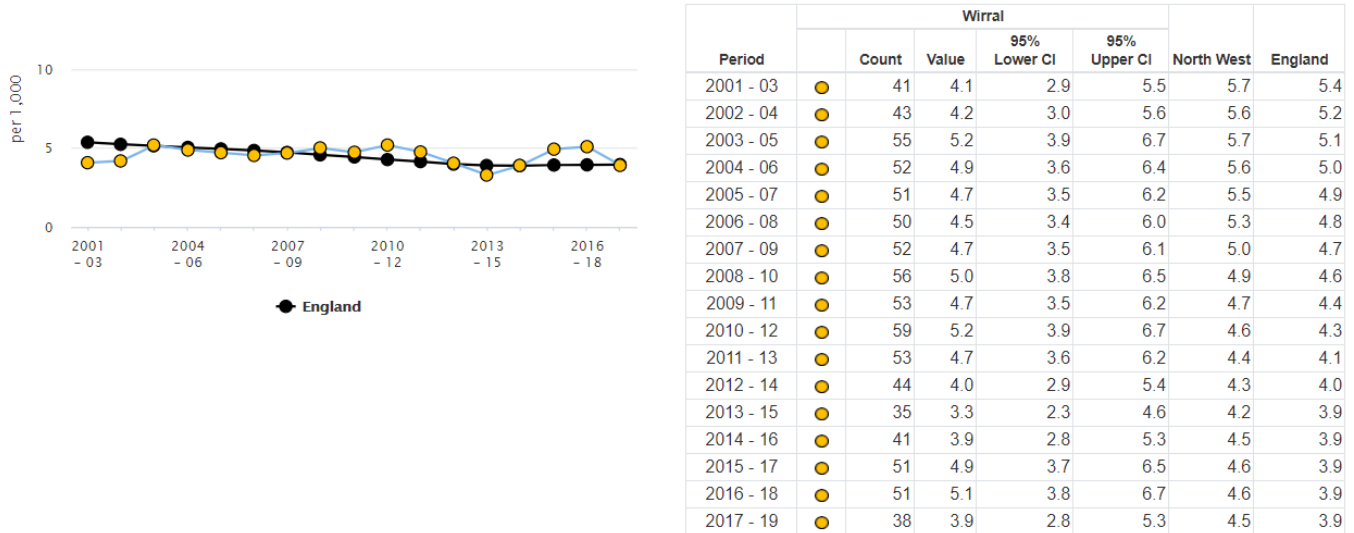 10
per 1,000
5
0
2001 2004 2007 2010 2013 2016
- 03 - 06 - 09 - 12 - 15 - 18
England
Wirral
95% 95%
Period Count Value Lower CI Upper CI North West England
2001 - 03 41 4.1 2.9 5.5 5.7 5.4
2002 - 04 43 4.2 3.0 5.6 5.6 5.2
2003 - 05 55 5.2 3.9 6.7 5.7 5.1
2004 - 06 52 4.9 3.6 6.4 5.6 5.0
2005 - 07 51 4.7 3.5 6.2 5.5 4.9
2006 - 08 50 4.5 3.4 6.0 5.3 4.8
2007 - 09 52 4.7 3.5 6.1 5.0 4.7
2008 - 10 56 5.0 3.8 6.5 4.9 4.6
2009 - 11 53 4.7 3.5 6.2 4.7 4.4
2010 - 12 59 5.2 3.9 6.7 4.6 4.3
2011 - 13 53 4.7 3.6 6.2 4.4 4.1
2012 - 14 44 4.0 2.9 5.4 4.3 4.0
2013 - 15 35 3.3 2.3 4.6 4.2 3.9
2014 - 16 41 3.9 2.8 5.3 4.5 3.9
2015 - 17 51 4.9 3.7 6.5 4.6 3.9
2016 - 18 51 5.1 3.8 6.7 4.6 3.9
2017 - 19 38 3.9 2.8 5.3 4.5 3.9